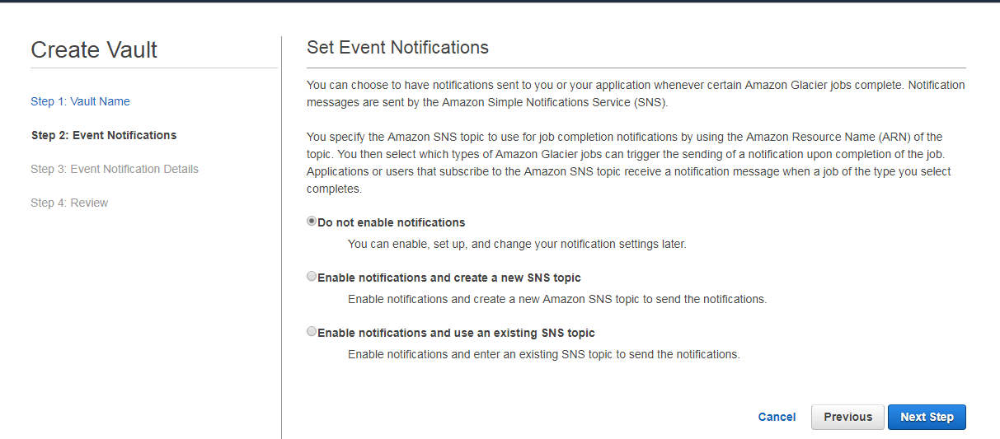 Create Vault
Step 1: Vault Name
Step 2: Event Notifications
Step 3: Event Notification Details
Step 4: Review
Set Event Notifications
You can choose to have notifications sent to you or your application whenever certain Amazon Glacier jobs complete. Notification
messages are sent by the Amazon Simple Notifications Service (SNS).
You specify the Amazon SNS topic to use for job completion notifications by using the Amazon Resource Name (ARN) of the
topic. You then select which types of Amazon Glacier jobs can trigger the sending of a notification upon completion of the job.
Applications or users that subscribe to the Amazon SNS topic receive a notification message when a job of the type you select
completes.
Do not enable notifications
You can enable, set up, and change your notification settings later.
Enable notifications and create a new SNS topic
Enable notifications and create a new Amazon SNS topic to send the notifications.
Enable notifications and use an existing SNS topic
Enable notifications and enter an existing SNS topic to send the notifications.
Cancel Previous Next Step